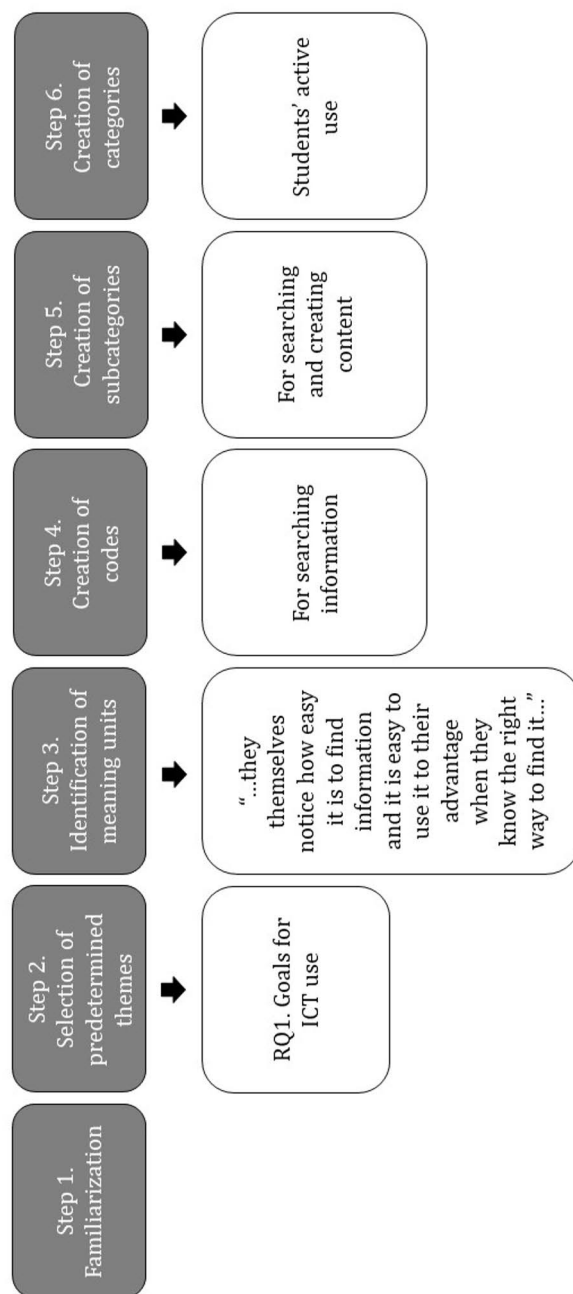 Step 1.
Familiarization
Step 2.
Selection of
predetermined
themes
RQ1. Goals for
ICT use
Step 3.
Identification of
meaning units
“…they
themselves
notice how easy
it is to find
information
and it is easy to
use it to their
advantage
when they
know the right
way to find it…”
Step 4.
Creation of
codes
For searching
information
Step 5.
Creation of
subcategories
For searching
and creating
content
Step 6.
Creation of
categories
Students’ active
use